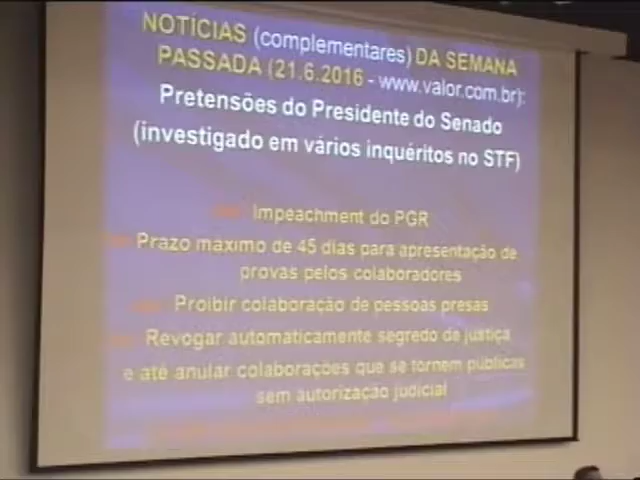 NOTÍCIAS (complementares) DA SEMANA
PASSADA (21.6.2016 - www.valor.com.br):
Pretensões do Presidente do Senado
(investigado em vários inquéritos no STF)
Impeachment do PGR
Prazo máximo de 45 dias para apresentação de
provas pelos colaboradores
Proibir colaboração de pessoas presas
Revogar automaticamente segredo de justiça
e até anular colaborações que se tornem públicas
sem autorização judicial